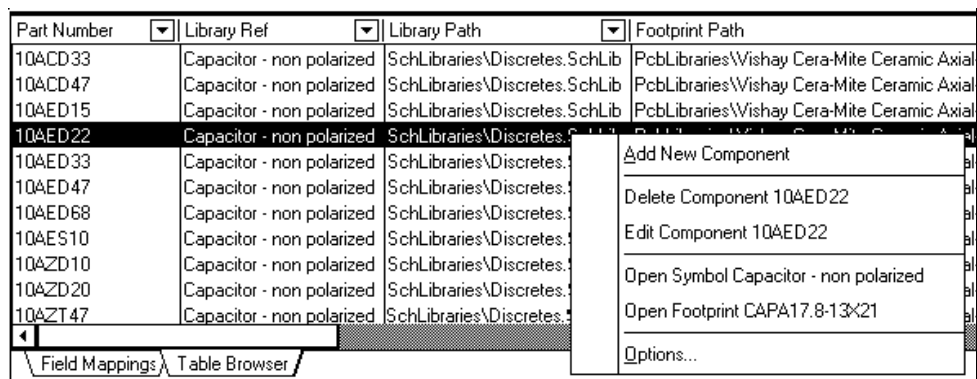 Part Number Library Ref Library Path Footprint Path
10ACD33 Capacitor - non polarized SchLibraries\Discretes.SchLib PcbLibraries\Vishay Cera-Mite Ceramic Axial
10ACD47 Capacitor - non polarized SchLibraries\Discretes.SchLib PcbLibraries\Vishay Cera-Mite Ceramic Axial
10AED15 Capacitor - non polarized SchLibraries\Discretes.SchLib PcbLibraries\Vishay Cera-Mite Ceramic Axial
10AED22 Capacitor - non polarized SchLibraries\Discretes.
10AED33 Capacitor - non polarized SchLibraries\Discretes.
10AED47 Capacitor - non polarized SchLibraries\Discretes.
10AED68 Capacitor - non polarized SchLibraries\Discretes.
10AES10 Capacitor - non polarized SchLibraries\Discretes.
10AZD10 Capacitor - non polarized SchLibraries\Discretes.
10AZD20 Capacitor - non polarized SchLibraries\Discretes.
10AZT47 Capacitor - non polarized SchLibraries\Discretes.
Add New Component
Delete Component 10AED22
Edit Component 10AED22
Open Symbol Capacitor - non polarized
Open Footprint CAPA17.8-13X21
Options...
Field Mappings Table Browser